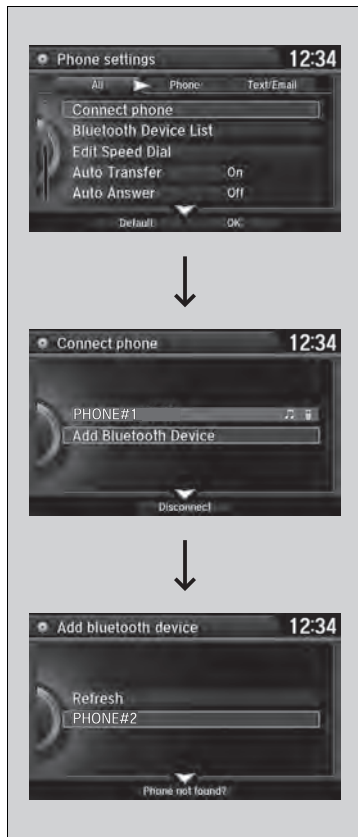 Phone settings 12:34
All Phone Text/Email
Connect phone
Bluetooth Device List
Edit Speed Dial
Auto Transfer On
Auto Answer Off
Default OK
Connect phone 12:34
PHONE#1
Add Bluetooth Device
Disconnect
Add bluetooth device 12:34
Refresh
PHONE#2
Phone not found?